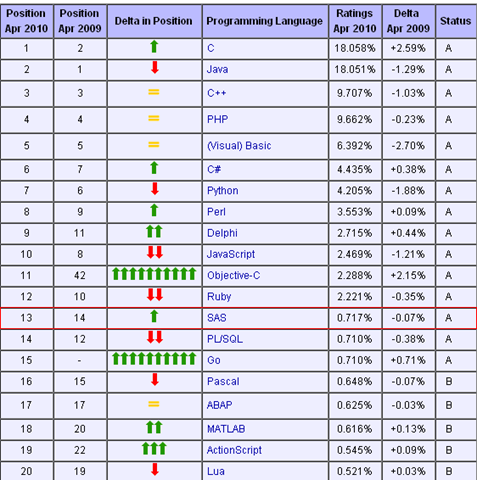 Position Apr 2010 Position Apr 2009 Delta in Position Programming Language Ratings Apr 2010 Delta Apr 2009 Status
1 2 C 18.058% +2.59% A
2 1 Java 18.051% -1.29% A
3 3 C++ 9.707% -1.03% A
4 4 PHP 9.662% -0.23% A
5 5 (Visual) Basic 6.392% -2.70% A
6 7 C# 4.435% +0.38% A
7 6 Python 4.205% -1.88% A
8 9 Perl 3.553% +0.09% A
9 11 Delphi 2.715% +0.44% A
10 8 JavaScript 2.469% -1.21% A
11 42 Objective-C 2.288% +2.15% A
12 10 Ruby 2.221% -0.35% A
13 14 SAS 0.717% -0.07% A
14 12 PL/SQL 0.710% -0.38% A
15 - Go 0.710% +0.71% A
16 15 Pascal 0.648% -0.07% B
17 17 ABAP 0.625% -0.03% B
18 20 MATLAB 0.616% +0.13% B
19 22 ActionScript 0.545% +0.09% B
20 19 Lua 0.521% +0.03% B